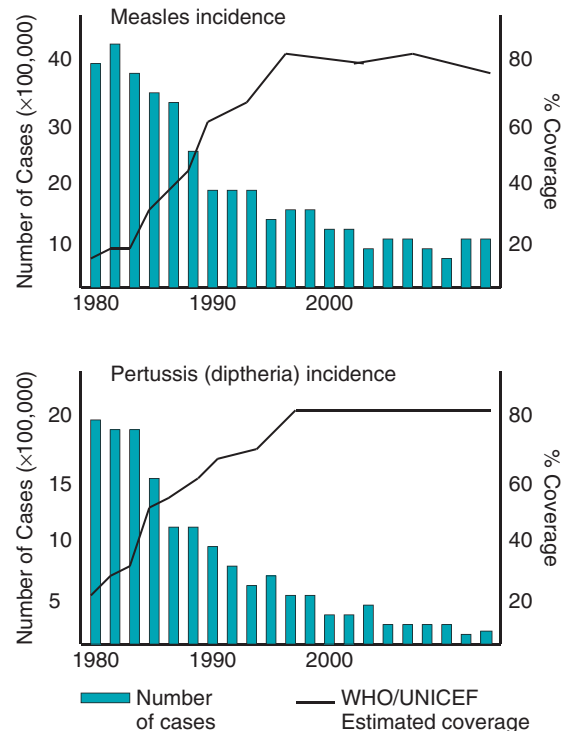 Measles incidence
Number of Cases (×100,000)
40
30
20
10
80
60
40
20
% Coverage
1980
1990
2000
Pertussis (diptheria) incidence
Number of Cases (×100,000)
20
15
10
5
80
60
40
20
% Coverage
1980
1990
2000
Number
of cases
WHO/UNICEF
Estimated coverage